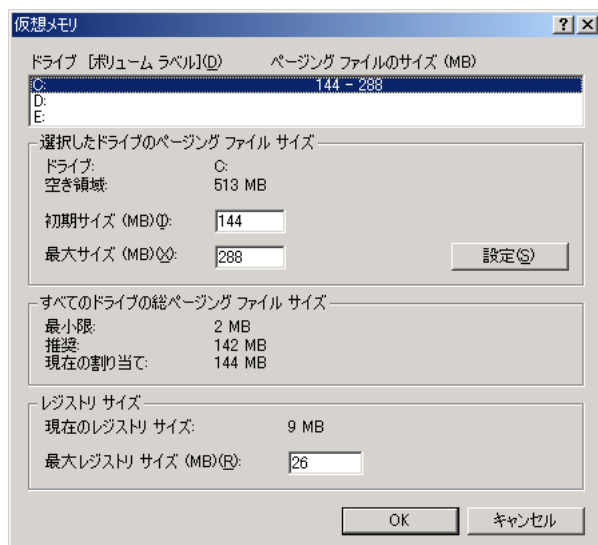 仮想メモリ
ドライブ [ボリューム ラベル](D) ページング ファイルのサイズ (MB)
C: 144 - 288
D:
E:
選択したドライブのページング ファイル サイズ
ドライブ: C:
空き領域: 513 MB
初期サイズ (MB)(I): 144
最大サイズ (MB)(X): 288
設定(S)
すべてのドライブの総ページング ファイル サイズ
最小限: 2 MB
推奨: 142 MB
現在の割り当て: 144 MB
レジストリ サイズ
現在のレジストリ サイズ: 9 MB
最大レジストリ サイズ (MB)(R): 26
OK キャンセル